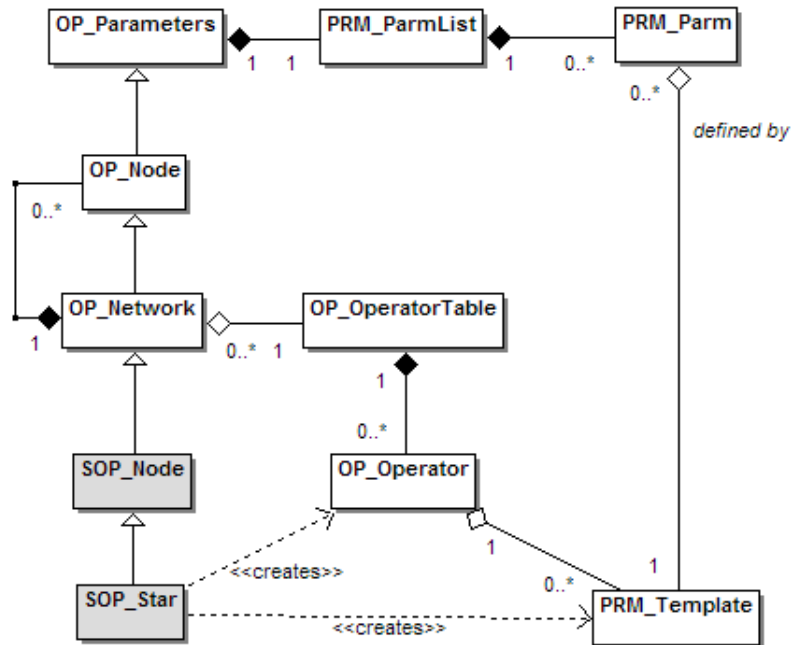 OP_Parameters
PRM_ParmList
PRM_Parm
1
1
1
0..*
0..*
defined by
OP_Node
0..*
OP_Network
OP_OperatorTable
1
0..*
1
1
0..*
SOP_Node
OP_Operator
1
<<creates>>
0..*
1
SOP_Star
PRM_Template
<<creates>>